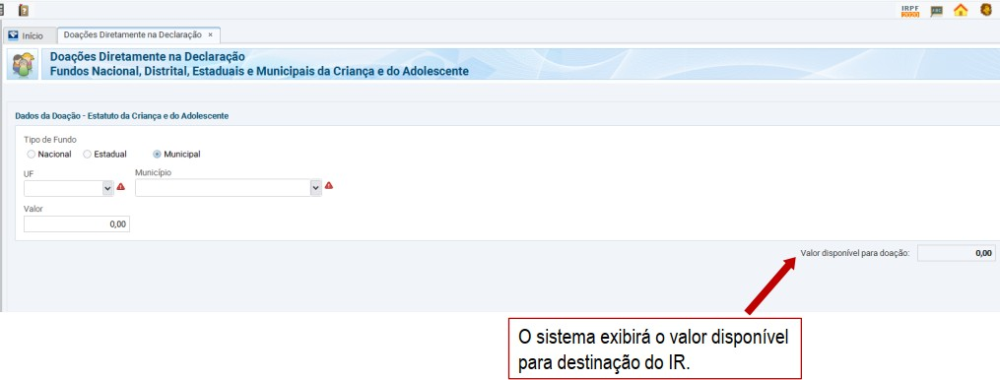 IRPF
2020
Início
Doações Diretamente na Declaração ×
Doações Diretamente na Declaração
Fundos Nacional, Distrital, Estaduais e Municipais da Criança e do Adolescente
Dados da Doação - Estatuto da Criança e do Adolescente
Tipo de Fundo
Nacional Estadual Municipal
UF Município
Valor
0,00
Valor disponível para doação: 0,00
O sistema exibirá o valor disponível
para destinação do IR.